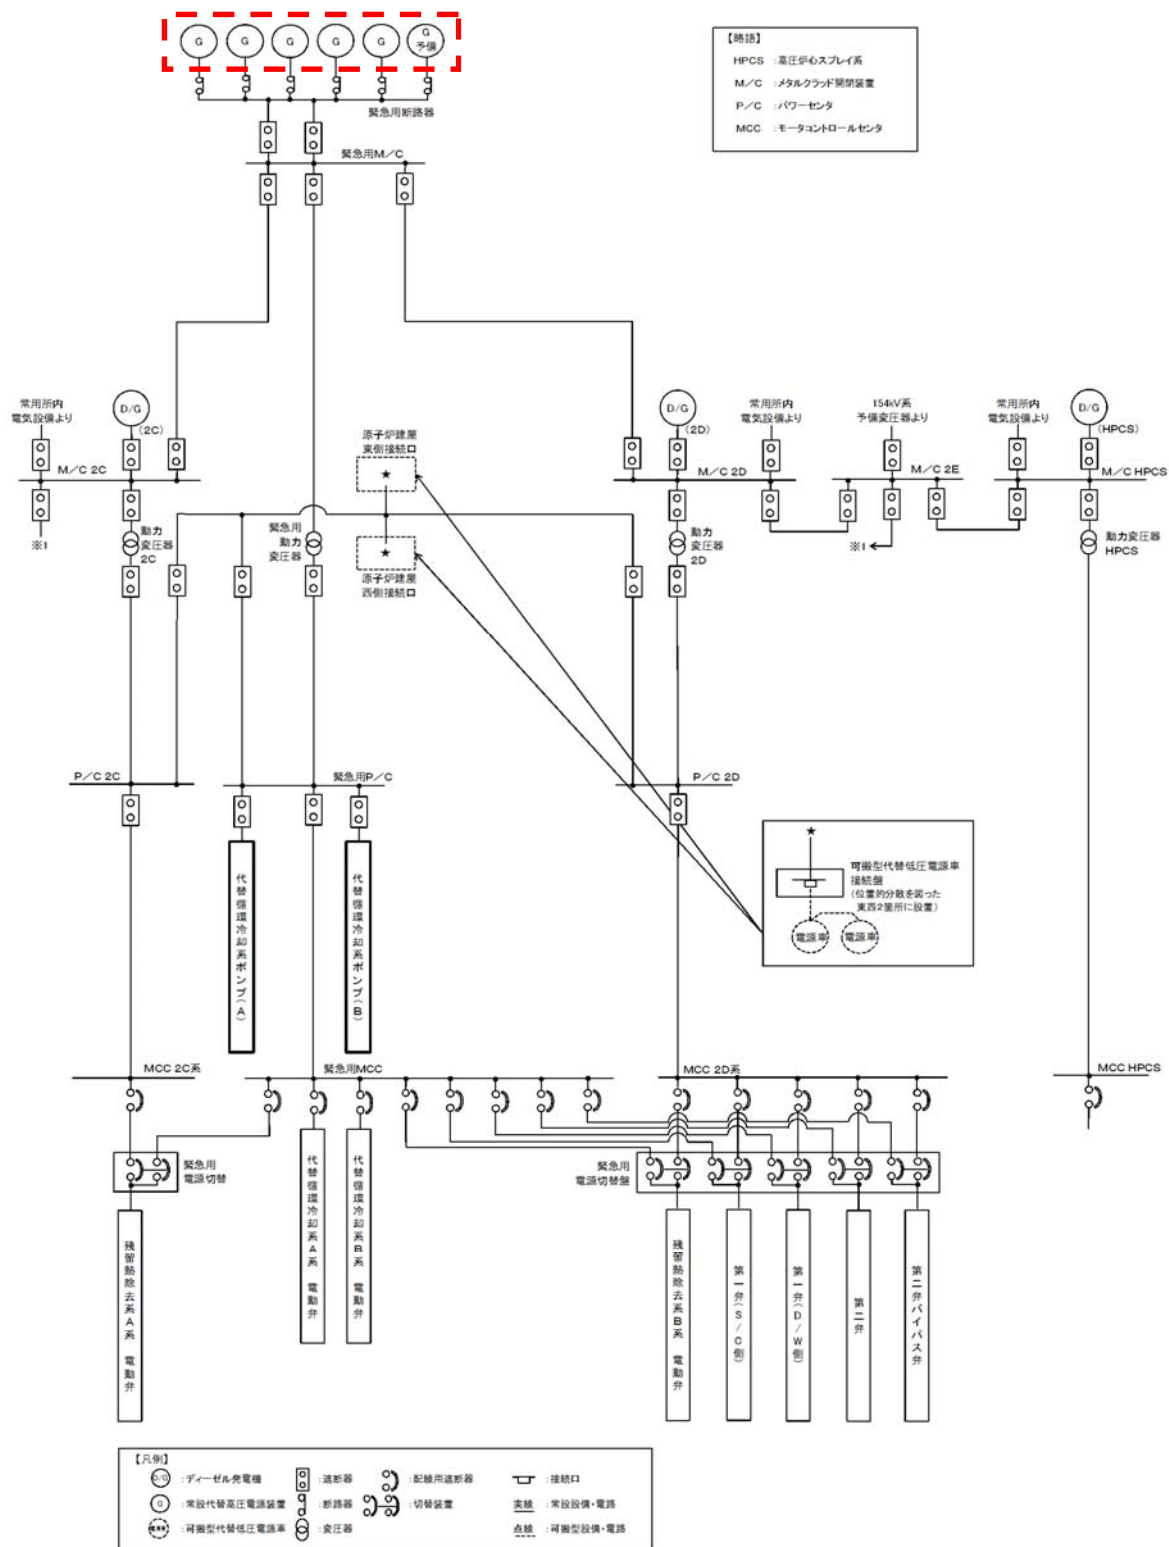 G
G
G
G
G
G
予備
緊急用断路器
緊急用M/C
【略語】
HPCS ：高圧炉心スプレイ系
M/C ：メタルクラッド開閉装置
P/C ：パワーセンタ
MCC ：モータコントロールセンタ
常用所内
電気設備より
D/G
(2C)
M/C 2C
※1
動力
変圧器
2C
緊急用
動力
変圧器
原子炉建屋
東側接続口
★
★
原子炉建屋
西側接続口
D/G
(2D)
常用所内
電気設備より
M/C 2D
動力
変圧器
2D
154kV系
予備変圧器より
M/C 2E
※1
常用所内
電気設備より
D/G
(HPCS)
M/C HPCS
動力変圧器
HPCS
P/C 2C
緊急用P/C
P/C 2D
代替循環冷却系ポンプ(A)
代替循環冷却系ポンプ(B)
★
可搬型代替低圧電源車
接続盤
(位置的分散を図った
東西2箇所に設置)
電源車
電源車
MCC 2C系
緊急用MCC
MCC 2D系
MCC HPCS
緊急用
電源切替
緊急用
電源切替盤
残留熱除去系A系 電動弁
代替循環冷却系A系 電動弁
代替循環冷却系B系 電動弁
残留熱除去系B系 電動弁
第一弁(S/C側)
第一弁(D/W側)
第二弁
第二弁バイパス弁
【凡例】
D/G ：ディーゼル発電機
：遮断器
：配線用遮断器
：接続口
G ：常設代替高圧電源装置
：断路器
：切替装置
実線 ：常設設備・電路
電源車 ：可搬型代替低圧電源車
：変圧器
点線 ：可搬型設備・電路